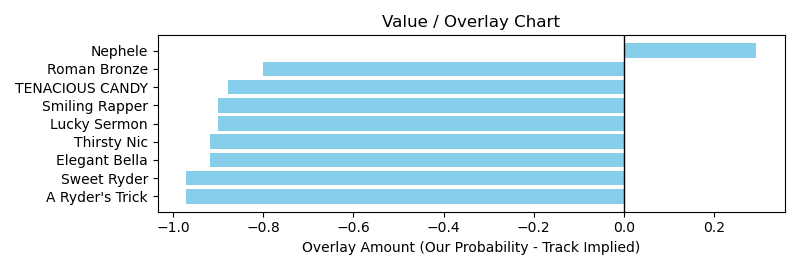 Value / Overlay Chart
Nephele
Roman Bronze
TENACIOUS CANDY
Smiling Rapper
Lucky Sermon
Thirsty Nic
Elegant Bella
Sweet Ryder
A Ryder's Trick
−1.0 −0.8 −0.6 −0.4 −0.2 0.0 0.2
Overlay Amount (Our Probability - Track Implied)